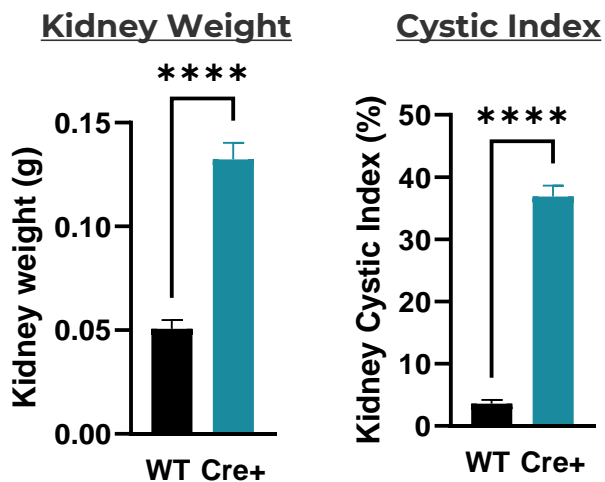 Kidney Weight
****
Kidney weight (g)
0.15
0.10
0.05
0.00
WT Cre+
Cystic Index
****
Kidney Cystic Index (%)
50
40
30
20
10
0
WT Cre+